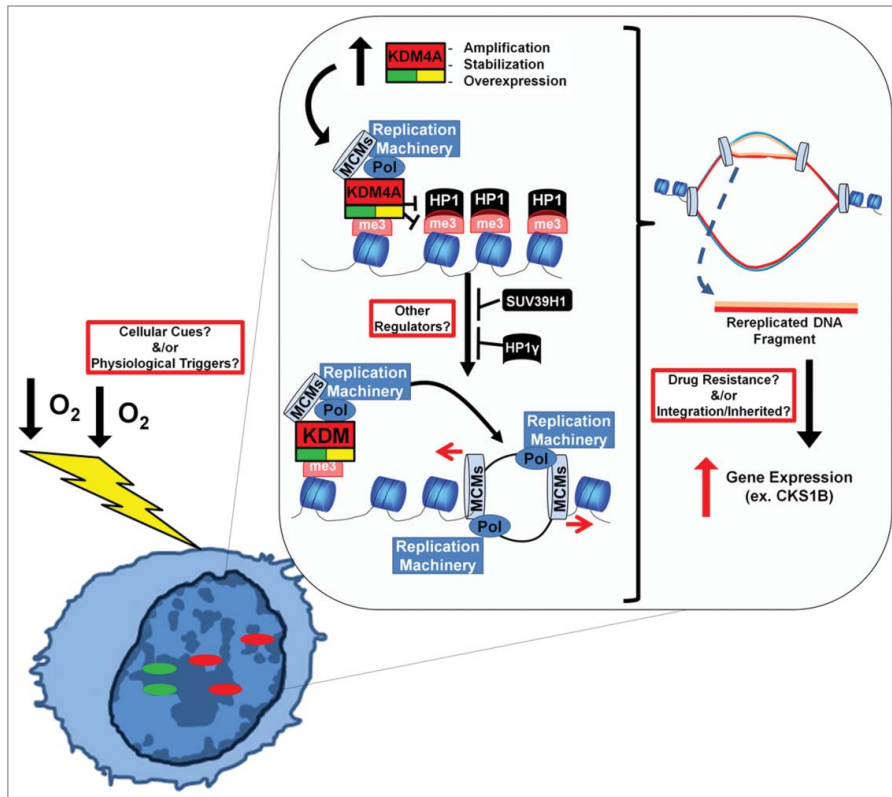 KDM4A
- Amplification
- Stabilization
- Overexpression
Replication
Machinery
MCMs
Pol
KDM4A
HP1
HP1
HP1
me3
me3
me3
me3
Other
Regulators?
SUV39H1
HP1γ
Replication
Machinery
MCMs
Pol
KDM
me3
Replication
Machinery
Pol
MCMs
MCMs
Pol
Replication
Machinery
Cellular Cues?
&/or
Physiological Triggers?
O2
O2
Rereplicated DNA
Fragment
Drug Resistance?
&/or
Integration/Inherited?
Gene Expression
(ex. CKS1B)